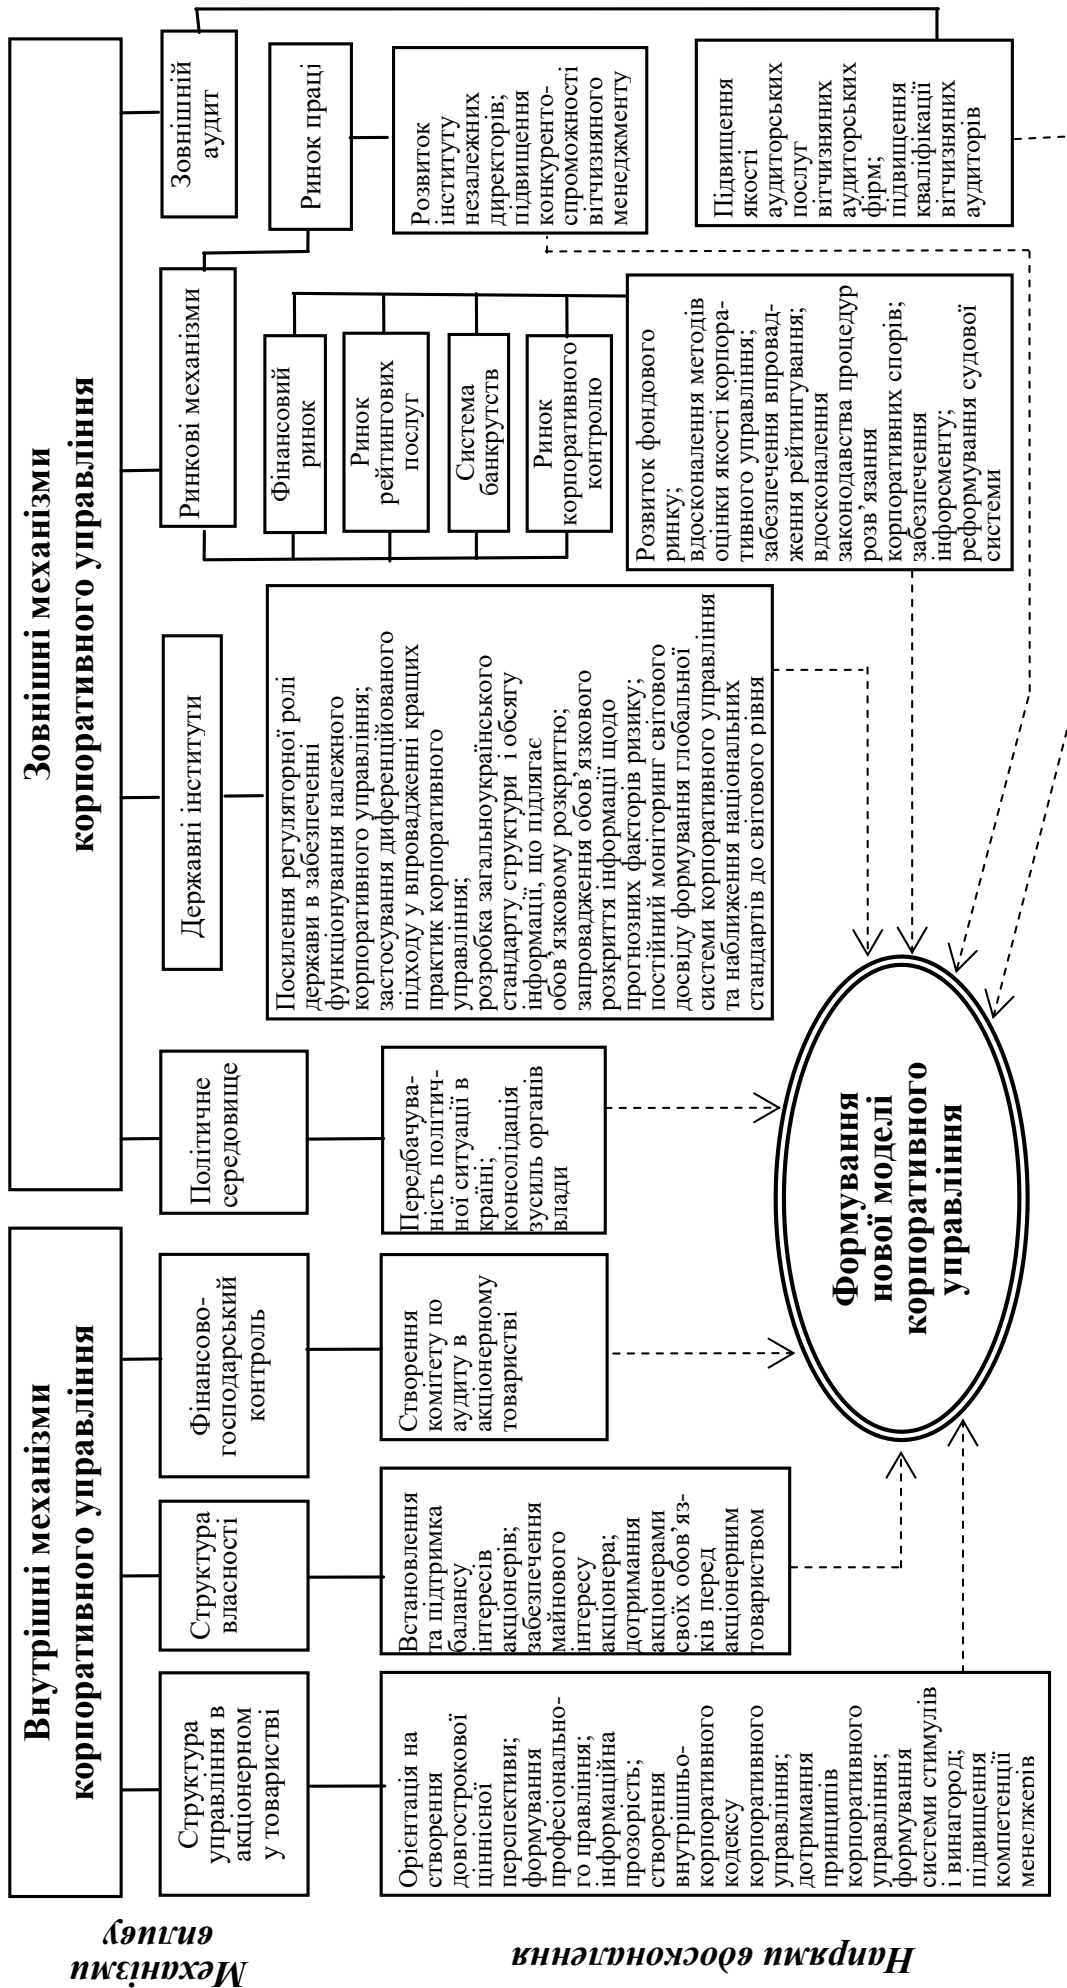 Механізми
впливу
Напрями вдосконалення
Внутрішні механізми
корпоративного управління
Структура
управління в
акціонерном
у товаристві
Орієнтація на
створення
довгострокової
ціннісної
перспективи;
формування
професіонально-
го правління;
інформаційна
прозорість;
створення
внутрішньо-
корпоративного
кодексу
корпоративного
управління;
дотримання
принципів
корпоративного
управління;
формування
системи стимулів
і винагород;
підвищення
компетенції
менеджерів
Структура
власності
Встановлення
та підтримка
балансу
інтересів
акціонерів;
забезпечення
майнового
інтересу
акціонера;
дотримання
акціонерами
своїх обов’яз-
ків перед
акціонерним
товариством
Фінансово-
господарський
контроль
Створення
комітету по
аудиту в
акціонерному
товаристві
Зовнішні механізми
корпоративного управління
Політичне
середовище
Передбачува-
ність політич-
ної ситуації в
країні;
консолідація
зусиль органів
влади
Державні інститути
Посилення регуляторної ролі
держави в забезпеченні
функціонування належного
корпоративного управління;
застосування диференційованого
підходу у впровадженні кращих
практик корпоративного
управління;
розробка загальноукраїнського
стандарту структури і обсягу
інформації, що підлягає
обов’язковому розкриттю;
запровадження обов’язкового
розкриття інформації щодо
прогнозних факторів ризику;
постійний моніторинг світового
досвіду формування глобальної
системи корпоративного управління
та наближення національних
стандартів до світового рівня
Ринкові механізми
Фінансовий
ринок
Ринок
рейтингових
послуг
Система
банкрутств
Ринок
корпоративного
контролю
Розвиток фондового
ринку;
вдосконалення методів
оцінки якості корпора-
тивного управління;
забезпечення впровад-
ження рейтингування;
вдосконалення
законодавства процедур
розв’язання
корпоративних спорів;
забезпечення
інфорсменту;
реформування судової
системи
Ринок праці
Розвиток
інституту
незалежних
директорів;
підвищення
конкуренто-
спроможності
вітчизняного
менеджменту
Зовнішній
аудит
Підвищення
якості
аудиторських
послуг
вітчизняних
аудиторських
фірм;
підвищення
кваліфікації
вітчизняних
аудиторів
Формування
нової моделі
корпоративного
управління